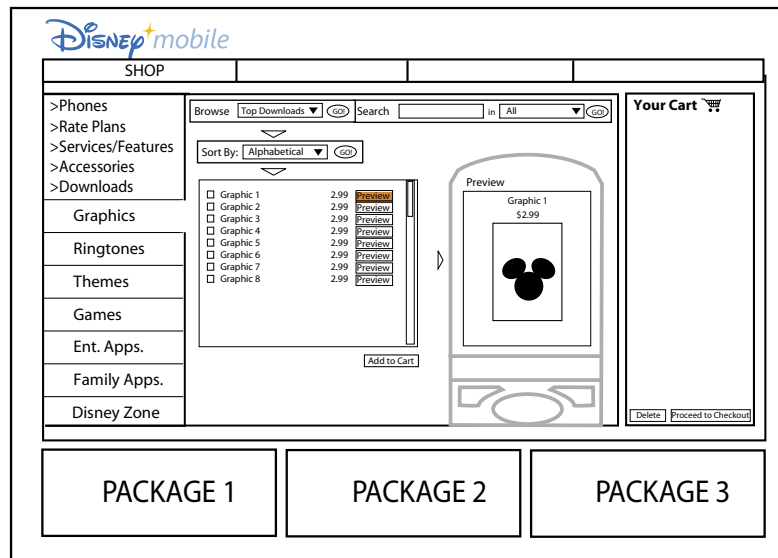 Disney mobile
SHOP
>Phones
>Rate Plans
>Services/Features
>Accessories
>Downloads
Graphics
Ringtones
Themes
Games
Ent. Apps.
Family Apps.
Disney Zone
Browse Top Downloads GO! Search in All GO!
Sort By: Alphabetical GO!
Graphic 1 2.99 Preview
Graphic 2 2.99 Preview
Graphic 3 2.99 Preview
Graphic 4 2.99 Preview
Graphic 5 2.99 Preview
Graphic 6 2.99 Preview
Graphic 7 2.99 Preview
Graphic 8 2.99 Preview
Add to Cart
Preview
Graphic 1
$2.99
Your Cart
Delete Proceed to Checkout
PACKAGE 1
PACKAGE 2
PACKAGE 3